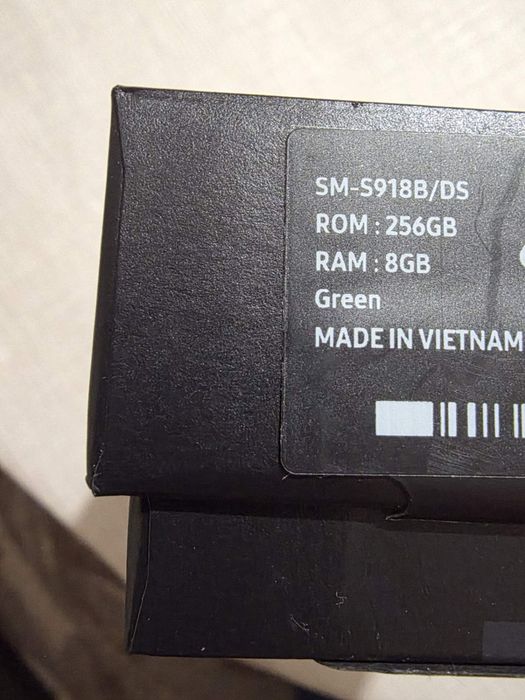 SM-S918B/DS
ROM : 256GB
RAM : 8GB
Green
MADE IN VIETNAM